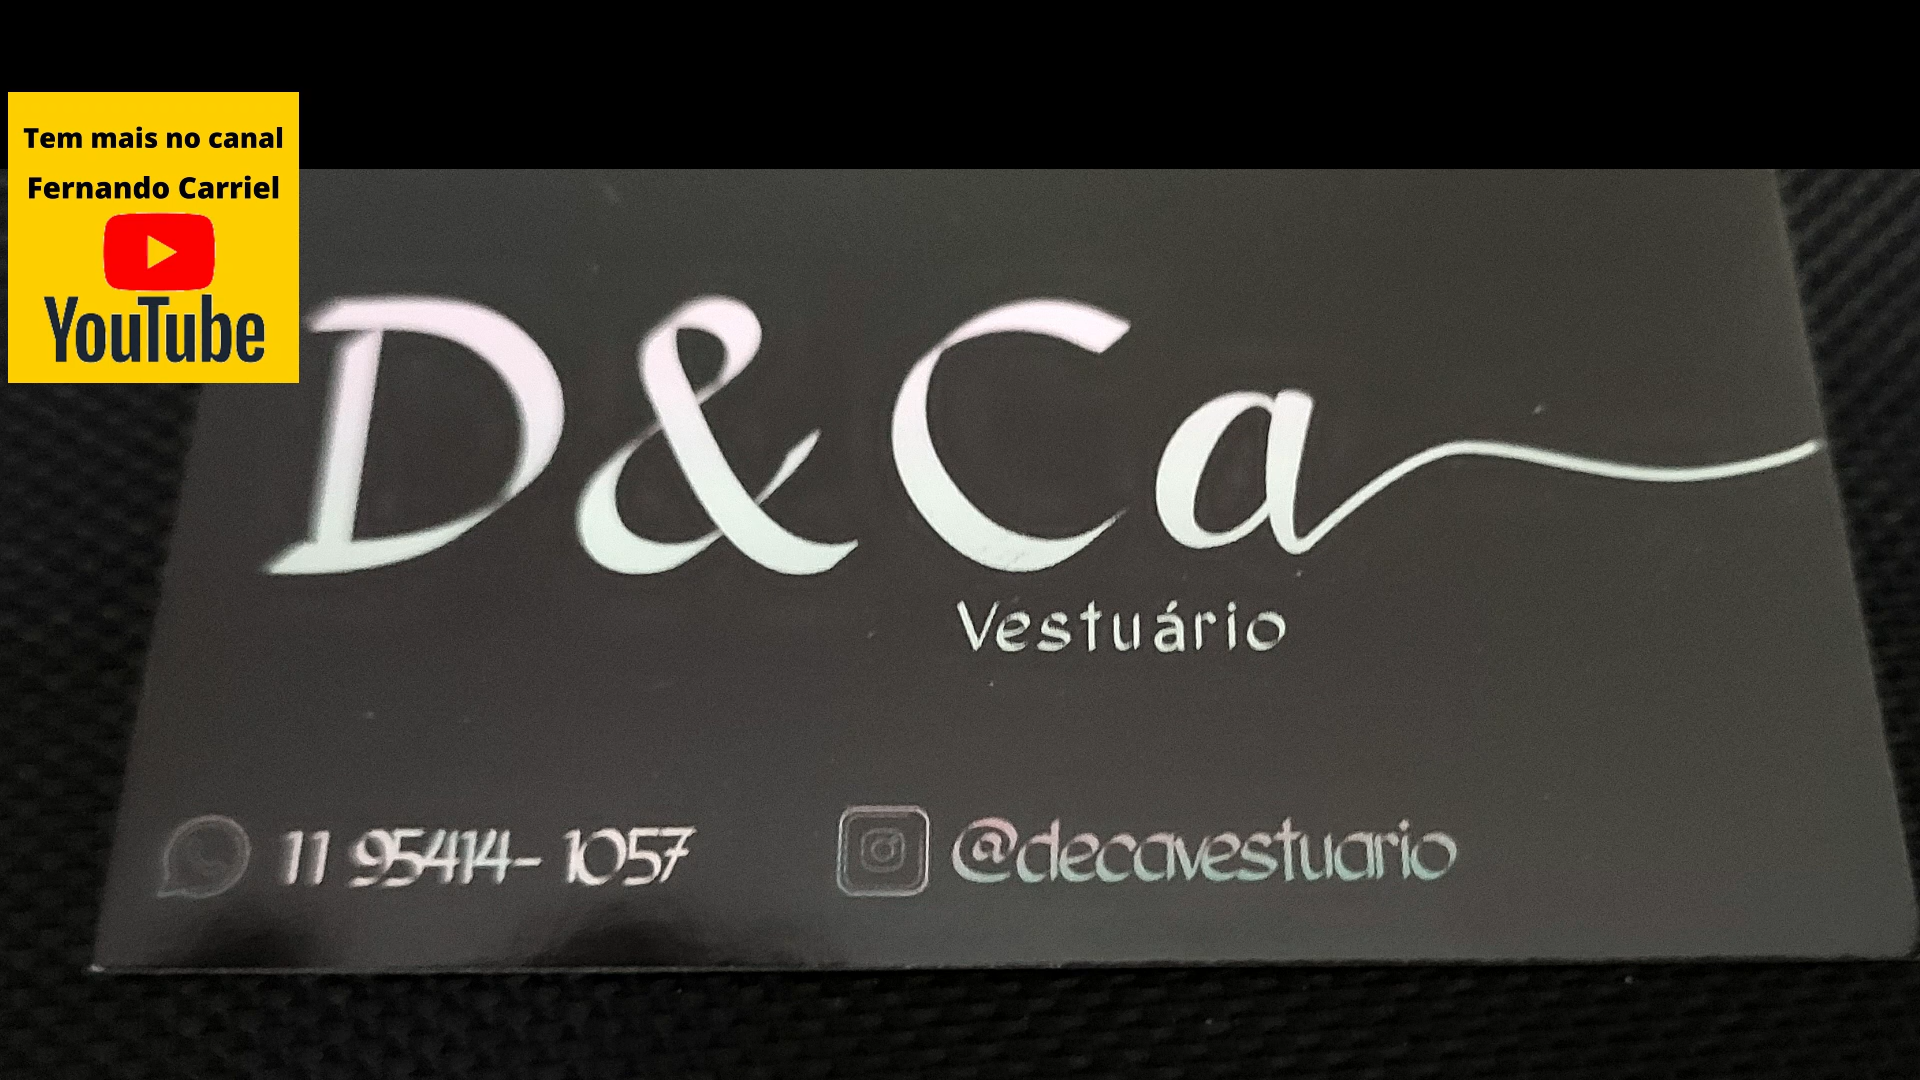 Tem mais no canal
Fernando Carriel
YouTube
D&Ca
Vestuário
11 95414-1057
@decavestuario